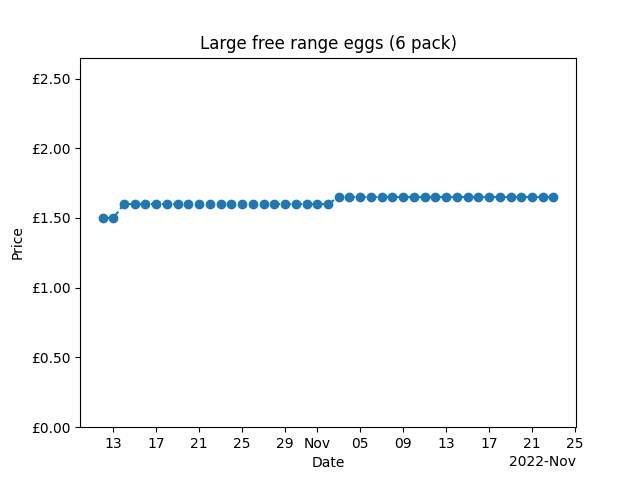 Large free range eggs (6 pack)
£2.50
£2.00
£1.50
£1.00
£0.50
£0.00
Price
13 17 21 25 29 Nov 05 09 13 17 21 25
Date
2022-Nov